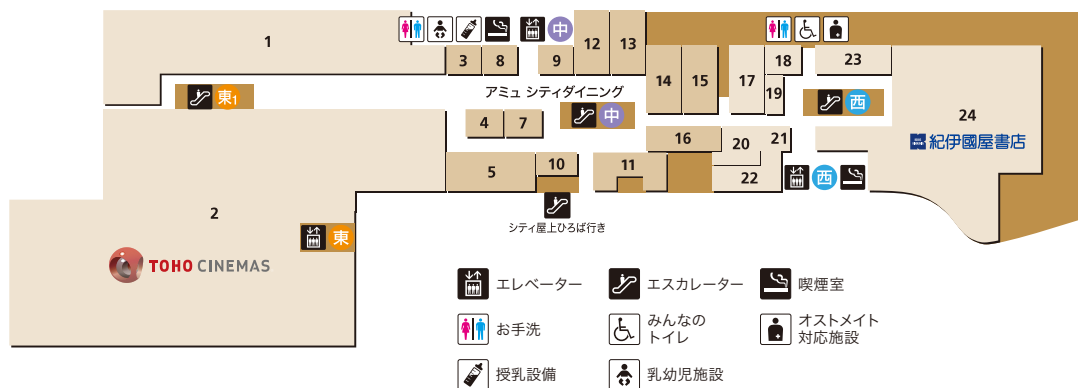 中
12
13
1
3
8
9
18
23
14
15
17
19
東1
アミュ シティダイニング
中
西
24
紀伊國屋書店
4
7
16
20
21
5
10
11
22
西
2
シティ屋上ひろば行き
東
TOHO CINEMAS
エレベーター
エスカレーター
喫煙室
お手洗
みんなの
トイレ
オストメイト
対応施設
授乳設備
乳幼児施設